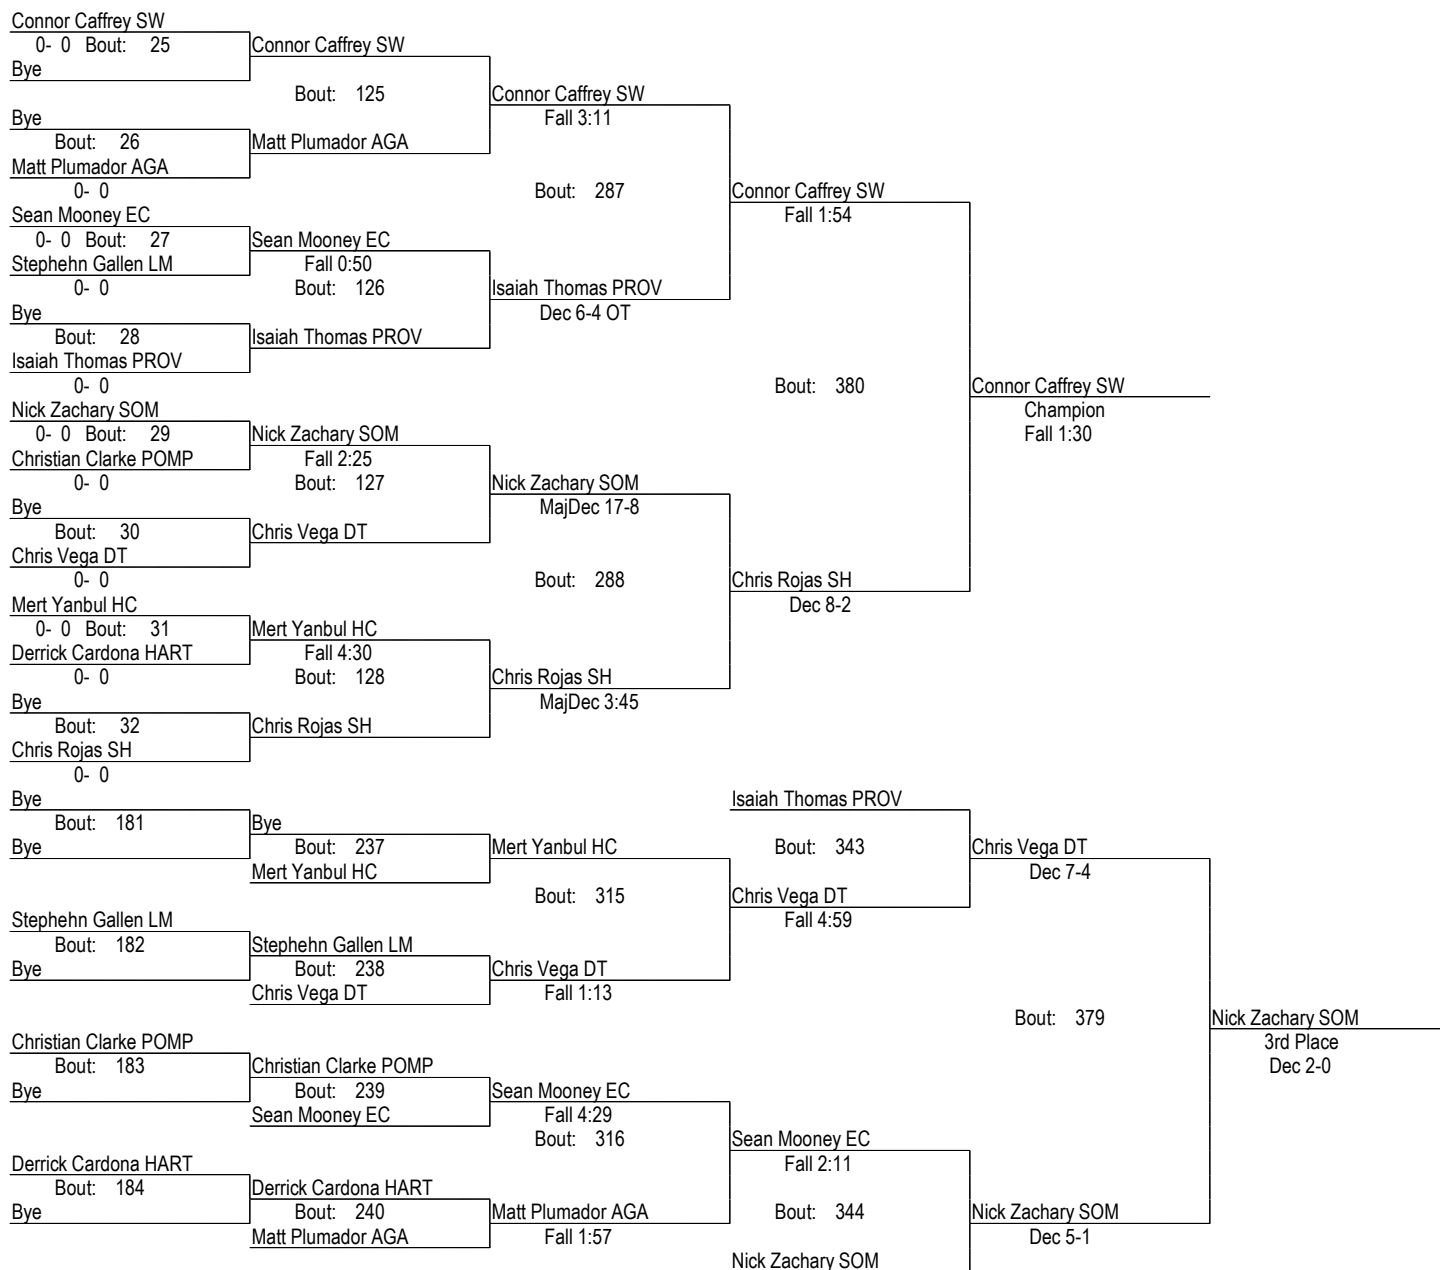 Connor Caffrey SW
0- 0 Bout: 25 Connor Caffrey SW
Bye
Bout: 125 Connor Caffrey SW
Bye Fall 3:11
Bout: 26 Matt Plumador AGA
Matt Plumador AGA
0- 0 Bout: 287 Connor Caffrey SW
Sean Mooney EC Fall 1:54
0- 0 Bout: 27 Sean Mooney EC
Stephehn Gallen LM Fall 0:50
0- 0 Bout: 126 Isaiah Thomas PROV
Bye Dec 6-4 OT
Bout: 28 Isaiah Thomas PROV
Isaiah Thomas PROV
0- 0 Bout: 380 Connor Caffrey SW
Nick Zachary SOM Champion
0- 0 Bout: 29 Nick Zachary SOM Fall 1:30
Christian Clarke POMP Fall 2:25
0- 0 Bout: 127 Nick Zachary SOM
Bye MajDec 17-8
Bout: 30 Chris Vega DT
Chris Vega DT
0- 0 Bout: 288 Chris Rojas SH
Mert Yanbul HC Dec 8-2
0- 0 Bout: 31 Mert Yanbul HC
Derrick Cardona HART Fall 4:30
0- 0 Bout: 128 Chris Rojas SH
Bye MajDec 3:45
Bout: 32 Chris Rojas SH
Chris Rojas SH
0- 0
Bye Isaiah Thomas PROV
Bout: 181 Bye
Bye Bout: 237 Mert Yanbul HC Bout: 343 Chris Vega DT
Mert Yanbul HC Dec 7-4
Bout: 315 Chris Vega DT
Stephehn Gallen LM Fall 4:59
Bout: 182 Stephehn Gallen LM
Bye Bout: 238 Chris Vega DT
Chris Vega DT Fall 1:13
Bout: 379 Nick Zachary SOM
Christian Clarke POMP 3rd Place
Bout: 183 Christian Clarke POMP Dec 2-0
Bye Bout: 239 Sean Mooney EC
Sean Mooney EC Fall 4:29
Bout: 316 Sean Mooney EC
Derrick Cardona HART Fall 2:11
Bout: 184 Derrick Cardona HART
Bye Bout: 240 Matt Plumador AGA Bout: 344 Nick Zachary SOM
Matt Plumador AGA Fall 1:57 Dec 5-1
Nick Zachary SOM